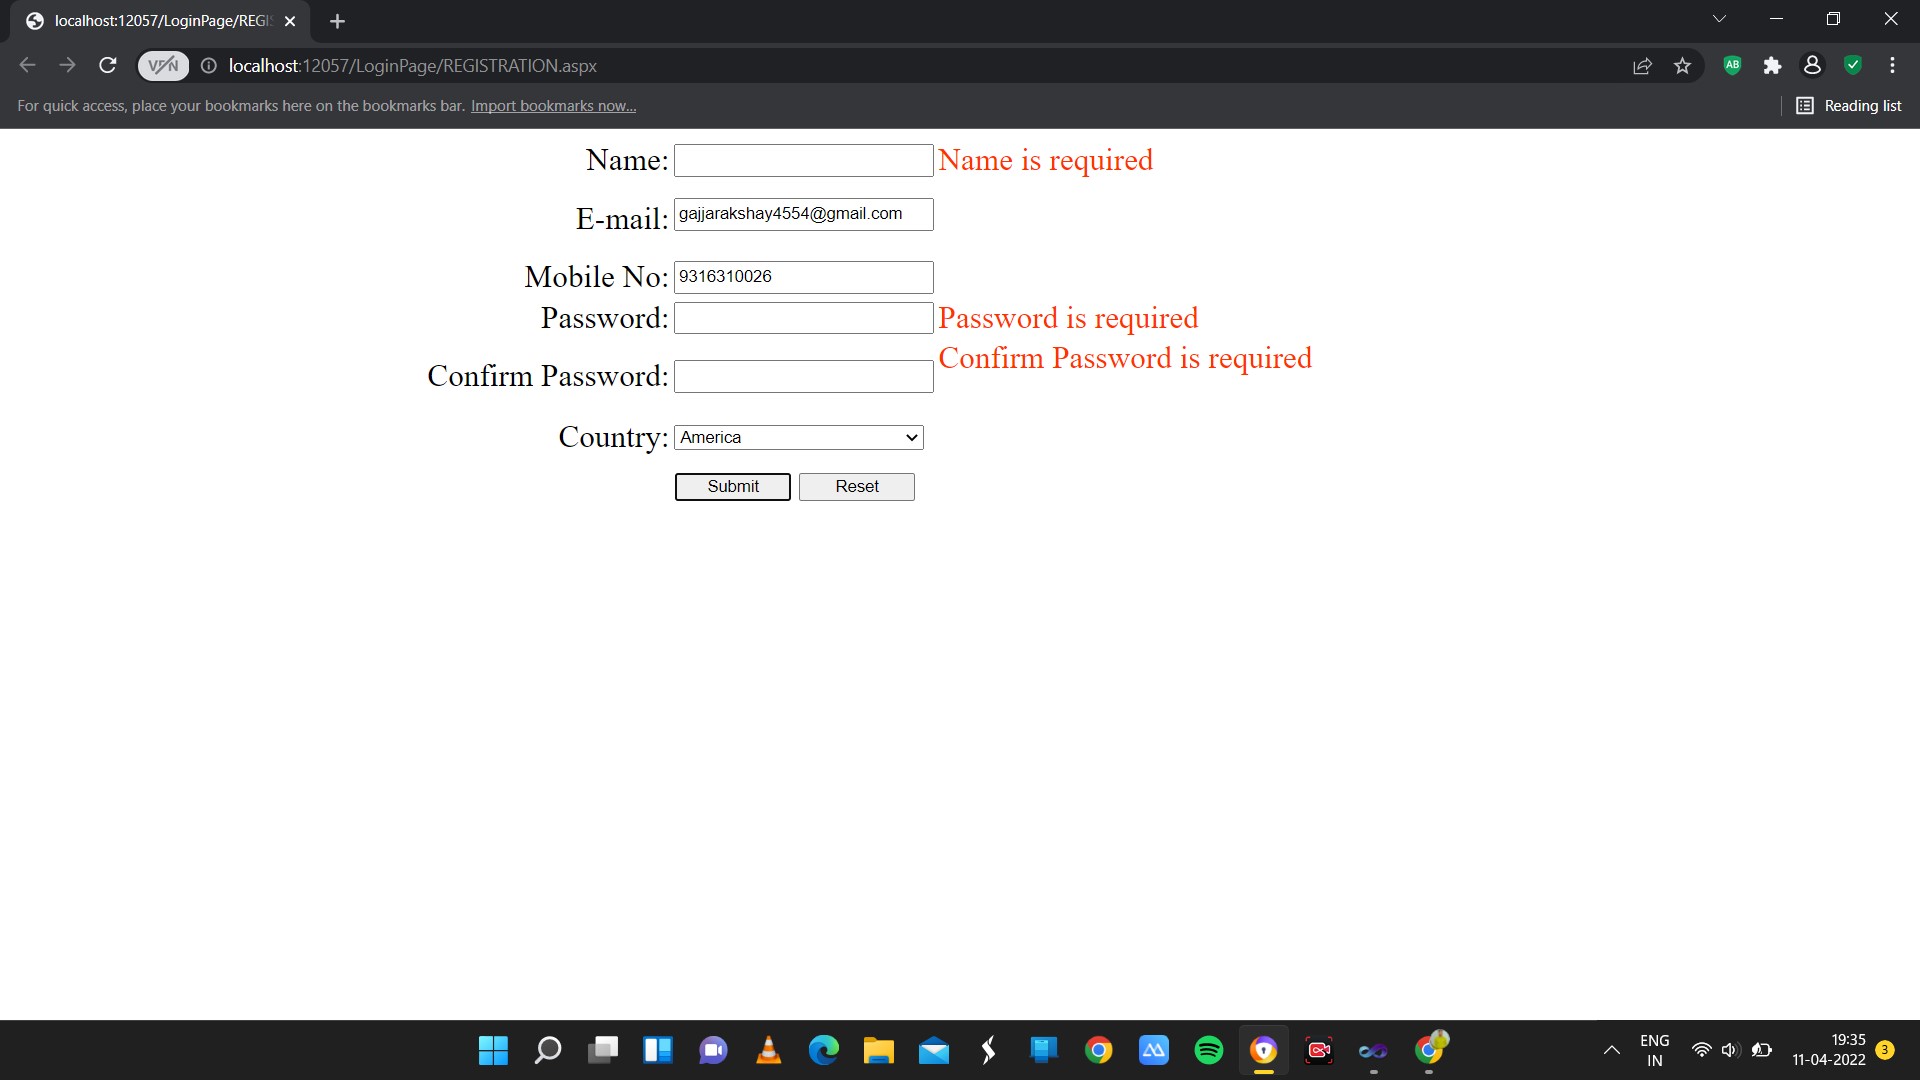 localhost:12057/LoginPage/REGIS
VPN
localhost:12057/LoginPage/REGISTRATION.aspx
AB
For quick access, place your bookmarks here on the bookmarks bar. Import bookmarks now...
Reading list
Name: Name is required
E-mail: gajjarakshay4554@gmail.com
Mobile No: 9316310026
Password: Password is required
Confirm Password is required
Confirm Password:
Country: America
Submit Reset
ENG
IN
19:35
11-04-2022
3